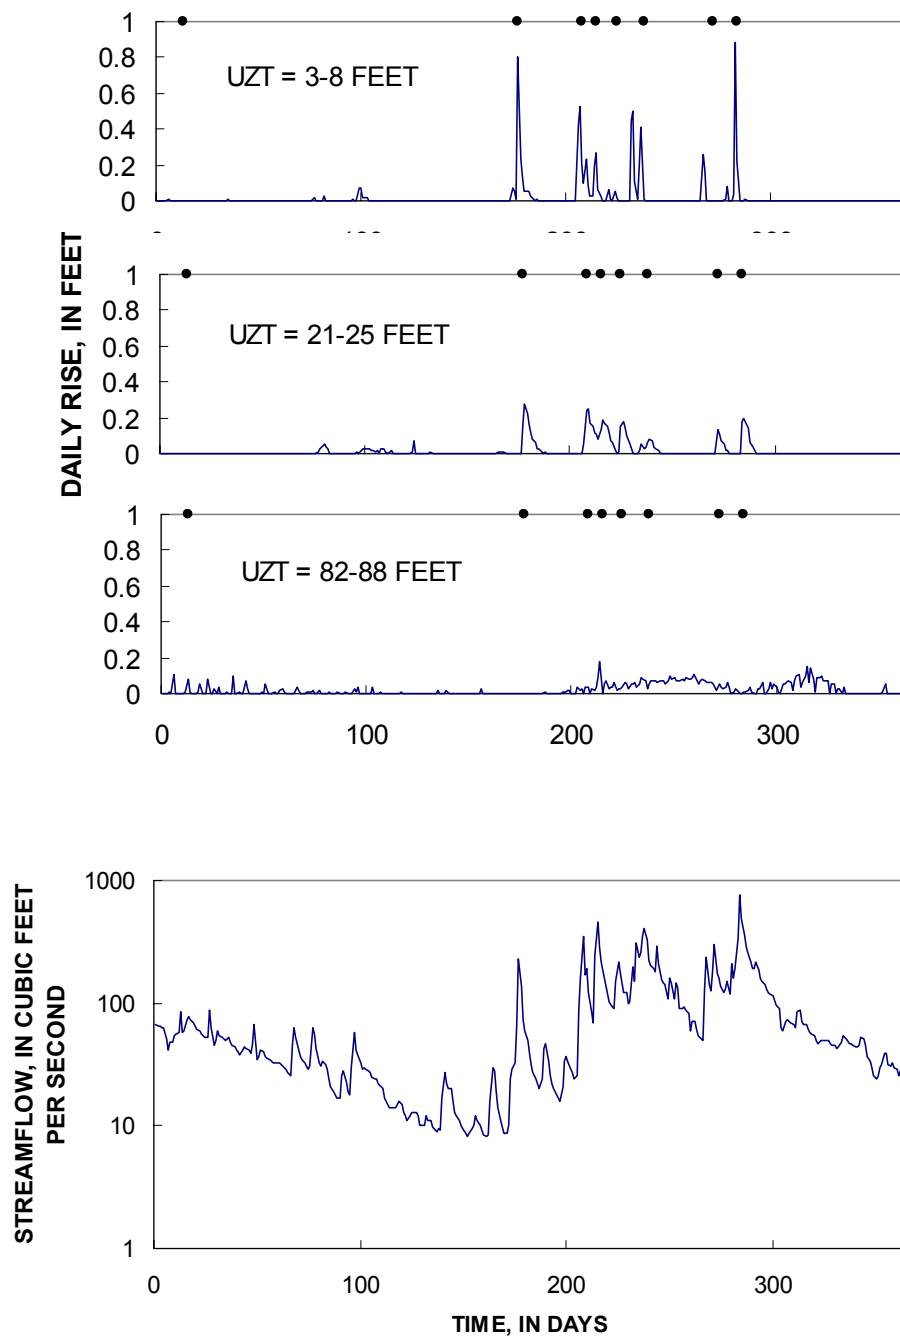 1
0.8
0.6
0.4
0.2
0
UZT = 3-8 FEET
DAILY RISE, IN FEET
1
0.8
0.6
0.4
0.2
0
UZT = 21-25 FEET
1
0.8
0.6
0.4
0.2
0
UZT = 82-88 FEET
0 100 200 300
STREAMFLOW, IN CUBIC FEET
PER SECOND
1000
100
10
1
0 100 200 300
TIME, IN DAYS